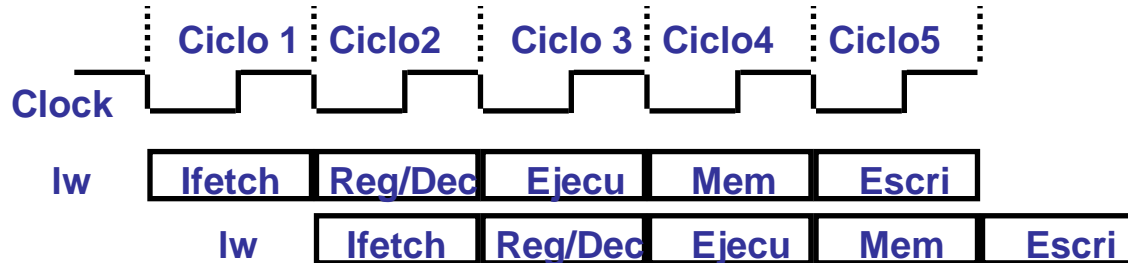 Ciclo 1 Ciclo2 Ciclo 3 Ciclo4 Ciclo5
Clock
lw Ifetch Reg/Dec Ejecu Mem Escri
lw Ifetch Reg/Dec Ejecu Mem Escri